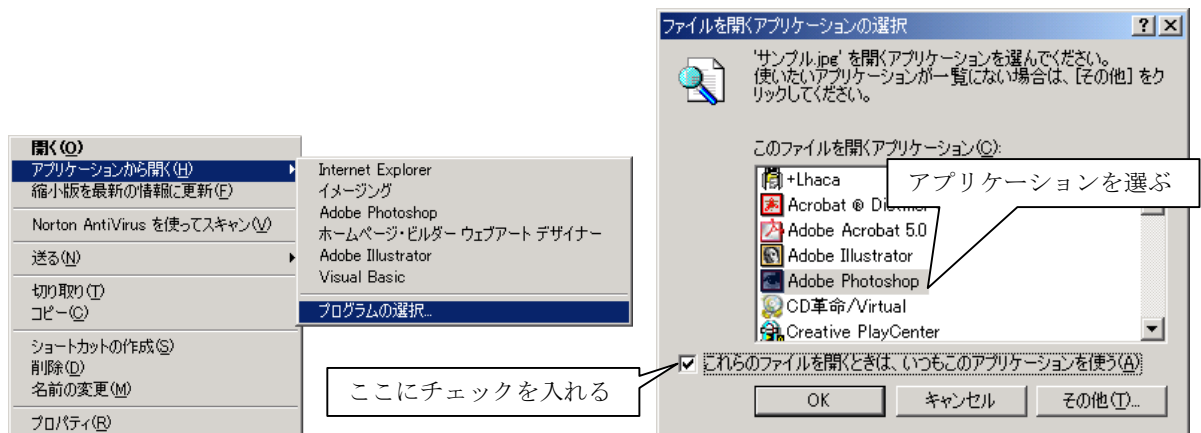 開く(O)
アプリケーションから開く(H)
縮小版を最新の情報に更新(F)
Norton AntiVirus を使ってスキャン(V)
送る(N)
切り取り(T)
コピー(C)
ショートカットの作成(S)
削除(D)
名前の変更(M)
プロパティ(R)
Internet Explorer
イメージング
Adobe Photoshop
ホームページ・ビルダー ウェブアート デザイナー
Adobe Illustrator
Visual Basic
プログラムの選択...
ここにチェックを入れる
ファイルを開くアプリケーションの選択
'サンプル.jpg' を開くアプリケーションを選んでください。
使いたいアプリケーションが一覧にない場合は、[その他] をク
リックしてください。
このファイルを開くアプリケーション(C):
+Lhaca
アプリケーションを選ぶ
Acrobat ®
Adobe Acrobat 5.0
Adobe Illustrator
Adobe Photoshop
CD革命/Virtual
Creative PlayCenter
これらのファイルを開くときは、いつもこのアプリケーションを使う(A)
OK
キャンセル
その他(T)...